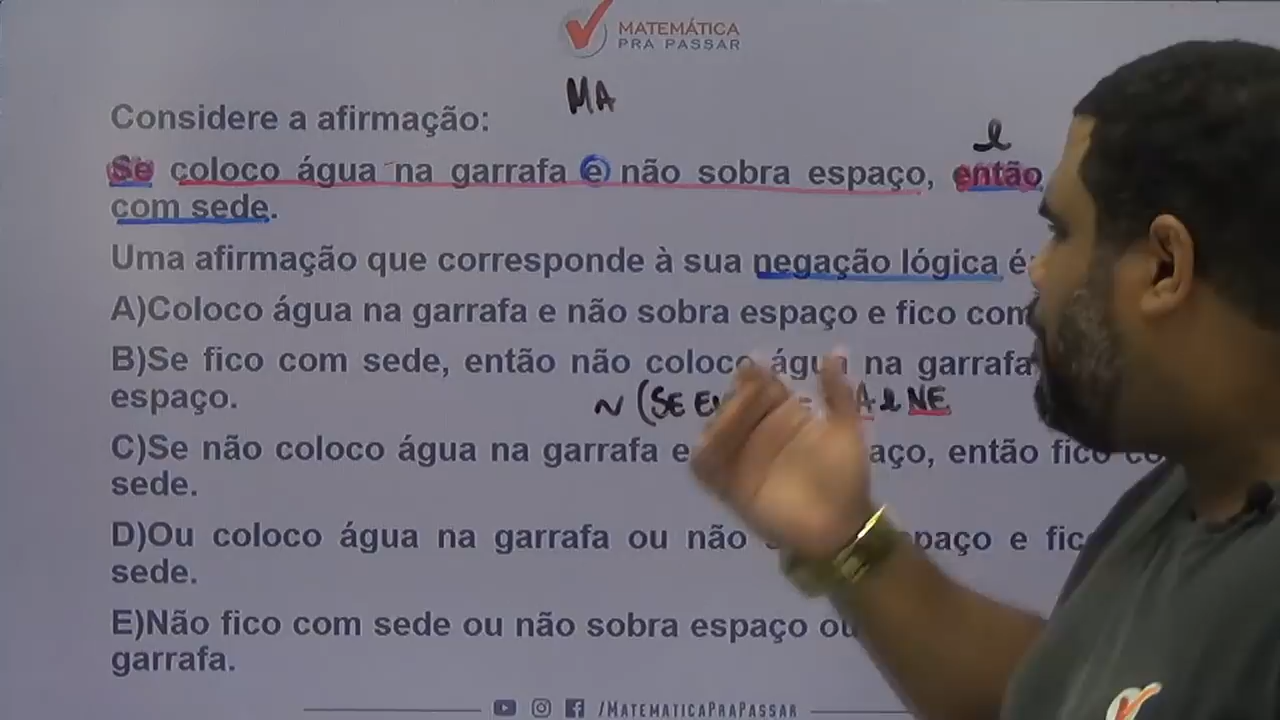 MATEMÁTICA
PRA PASSAR
MA
Considere a afirmação:
l
Se coloco água na garrafa e não sobra espaço, então
com sede.
Uma afirmação que corresponde à sua negação lógica é:
A)Coloco água na garrafa e não sobra espaço e fico com
B)Se fico com sede, então não coloco água na garrafa
espaço.
~ (SE = l NE
C)Se não coloco água na garrafa e então fico
sede.
D)Ou coloco água na garrafa ou não e
sede.
E)Não fico com sede ou não sobra espaço ou
garrafa.
/MATEMATICAPRAPASSAR